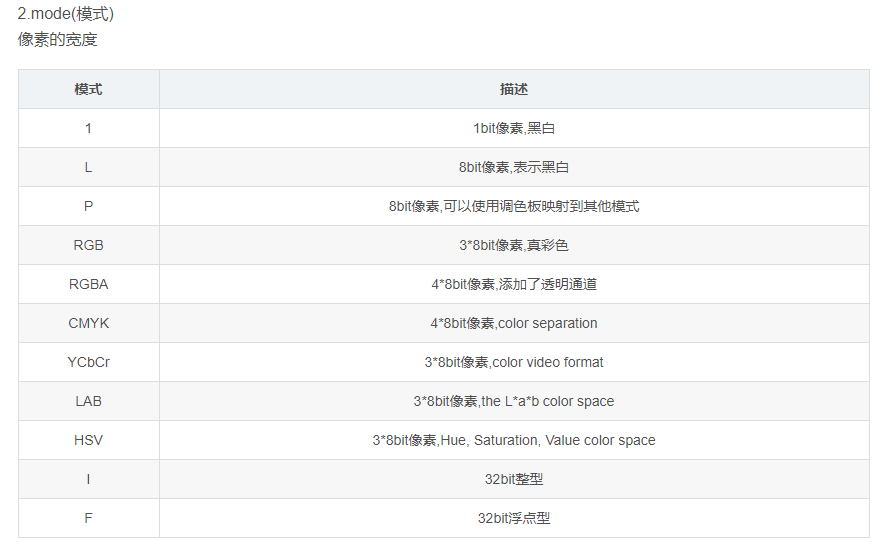 2.mode(模式)
像素的宽度
模式 描述
1 1bit像素,黑白
L 8bit像素,表示黑白
P 8bit像素,可以使用调色板映射到其他模式
RGB 3*8bit像素,真彩色
RGBA 4*8bit像素,添加了透明通道
CMYK 4*8bit像素,color separation
YCbCr 3*8bit像素,color video format
LAB 3*8bit像素,the L*a*b color space
HSV 3*8bit像素,Hue, Saturation, Value color space
I 32bit整型
F 32bit浮点型